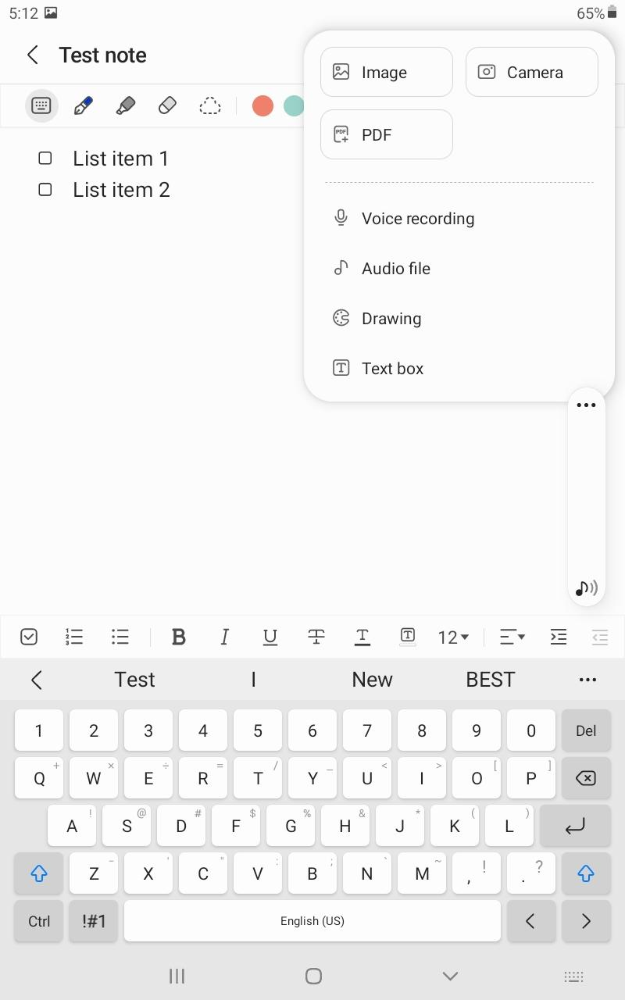 5:12
65%
Test note
Image
Camera
PDF
PDF
List item 1
List item 2
Voice recording
Audio file
Drawing
T Text box
B I U T T T 12
Test I New BEST
1 2 3 4 5 6 7 8 9 0 Del
Q + W × E ÷ R = T / Y _ U < I > O [ P ]
A ! S @ D # F $ G % H & J * K ( L )
Z - X ' C " V : B ; N ` M ~ , ! . ?
Ctrl !#1 English (US) < >